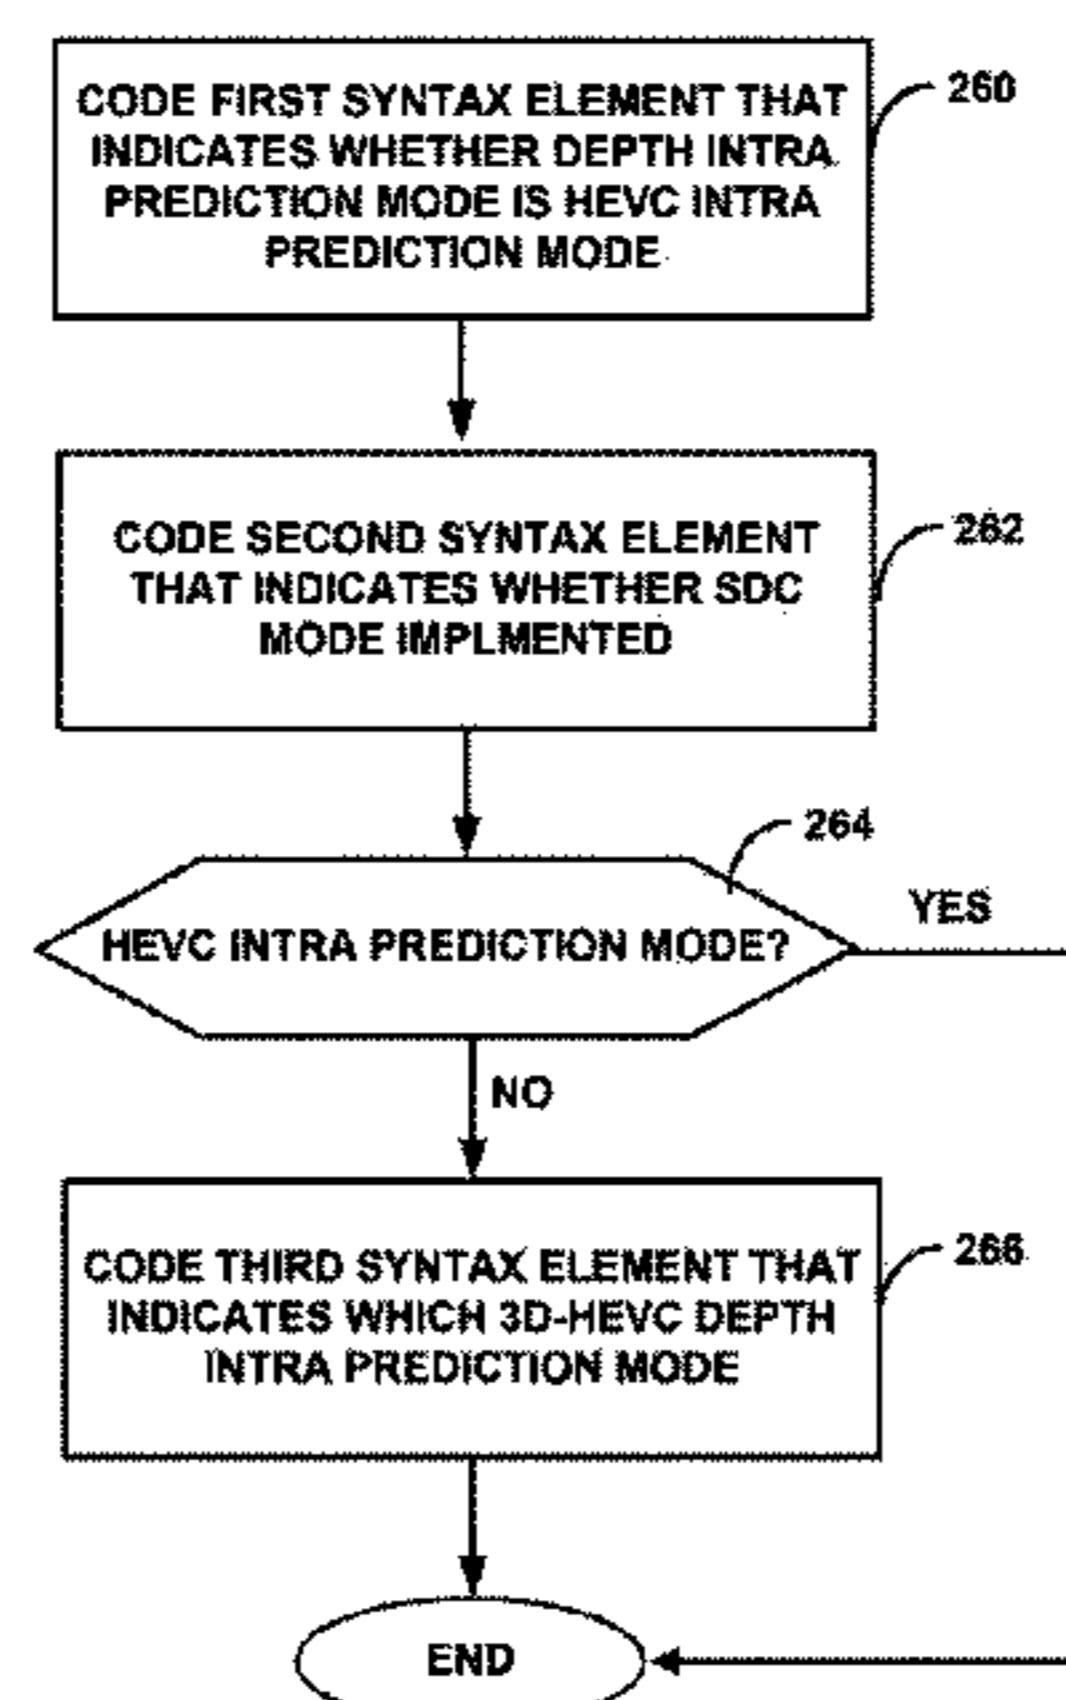 CODE FIRST SYNTAX ELEMENT THAT
INDICATES WHETHER DEPTH INTRA
PREDICTION MODE IS HEVC INTRA
PREDICTION MODE
260
CODE SECOND SYNTAX ELEMENT
THAT INDICATES WHETHER SDC
MODE IMPLMENTED
262
264
HEVC INTRA PREDICTION MODE?
YES
NO
CODE THIRD SYNTAX ELEMENT THAT
INDICATES WHICH 3D-HEVC DEPTH
INTRA PREDICTION MODE
266
END